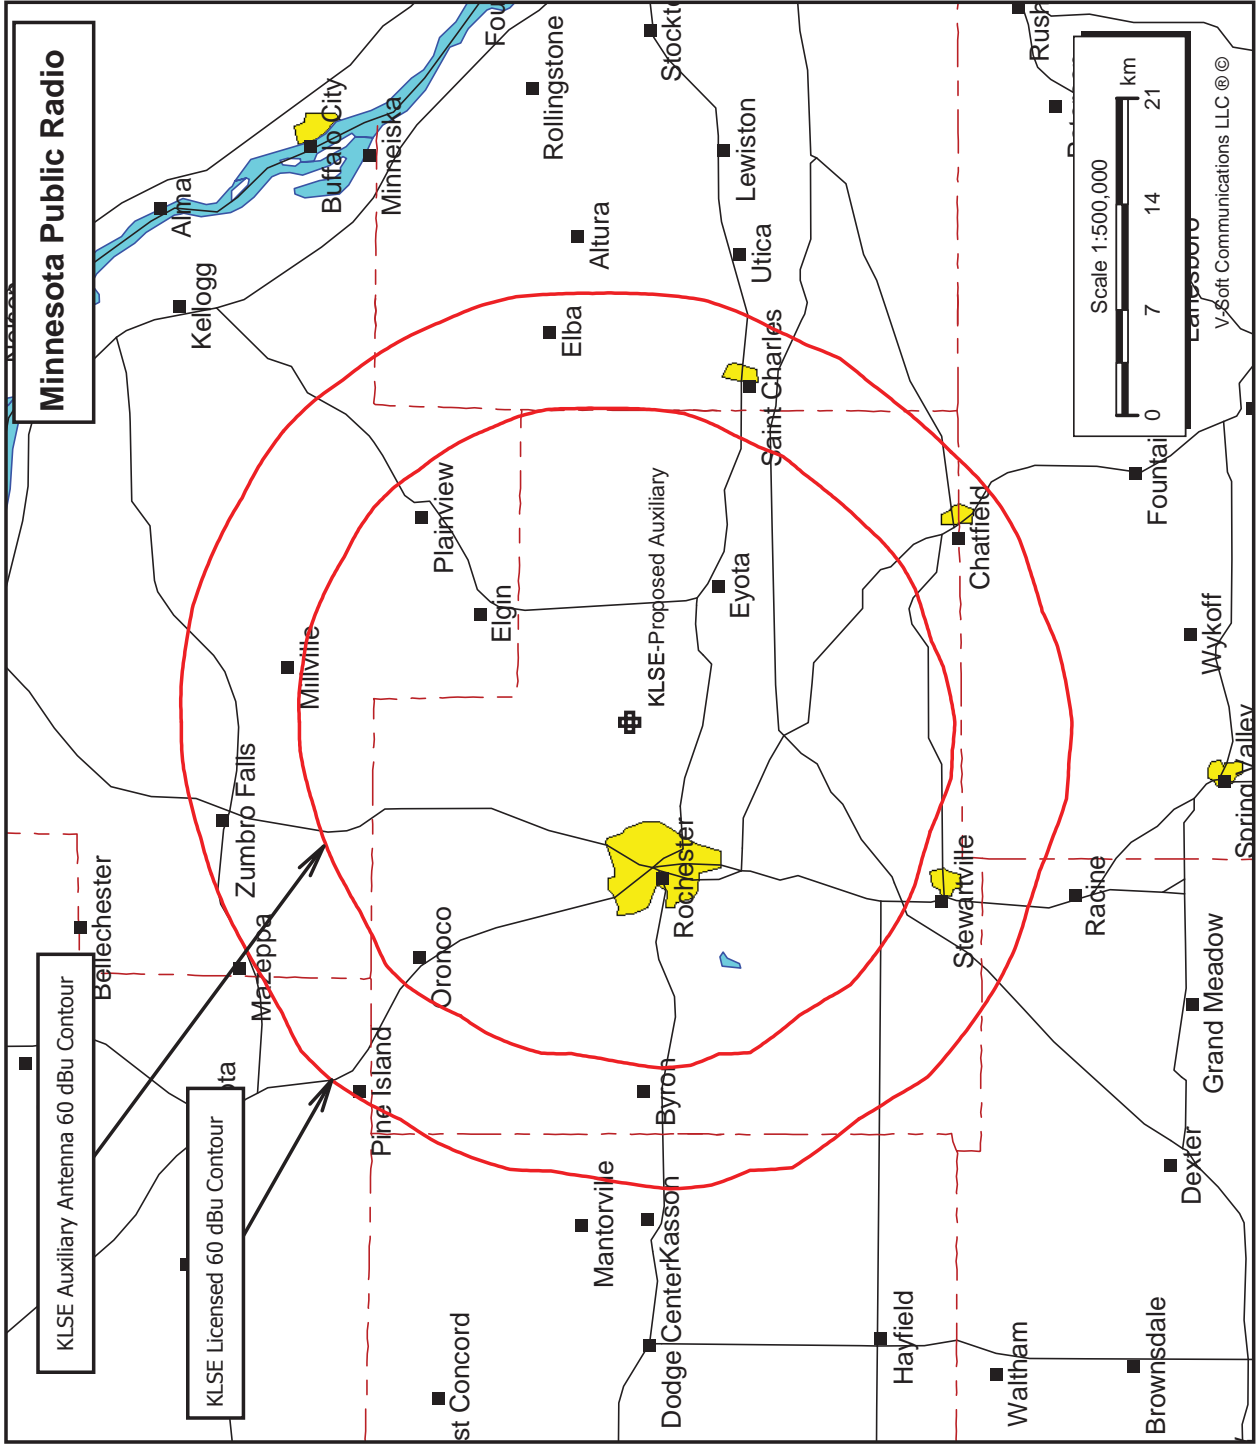 Minnesota Public Radio
KLSE Auxiliary Antenna 60 dBu Contour
KLSE Licensed 60 dBu Contour
Bellechester
Zumbro Falls
Mazeppa
Millville
Kellogg
Alma
Buffalo City
Minneiska
Pine Island
Oronoco
Elgin
Plainview
Rollingstone
Altura
Elba
st Concord
Mantorville
Byron
Kasson
Dodge Center
Rochester
KLSE-Proposed Auxiliary
Eyota
Saint Charles
Utica
Lewiston
Hayfield
Stewartville
Chatfield
Waltham
Racine
Brownsdale
Dexter
Grand Meadow
Spring Valley
Wykoff
Scale 1:500,000
0 7 14 21 km
V-Soft Communications LLC ® ©